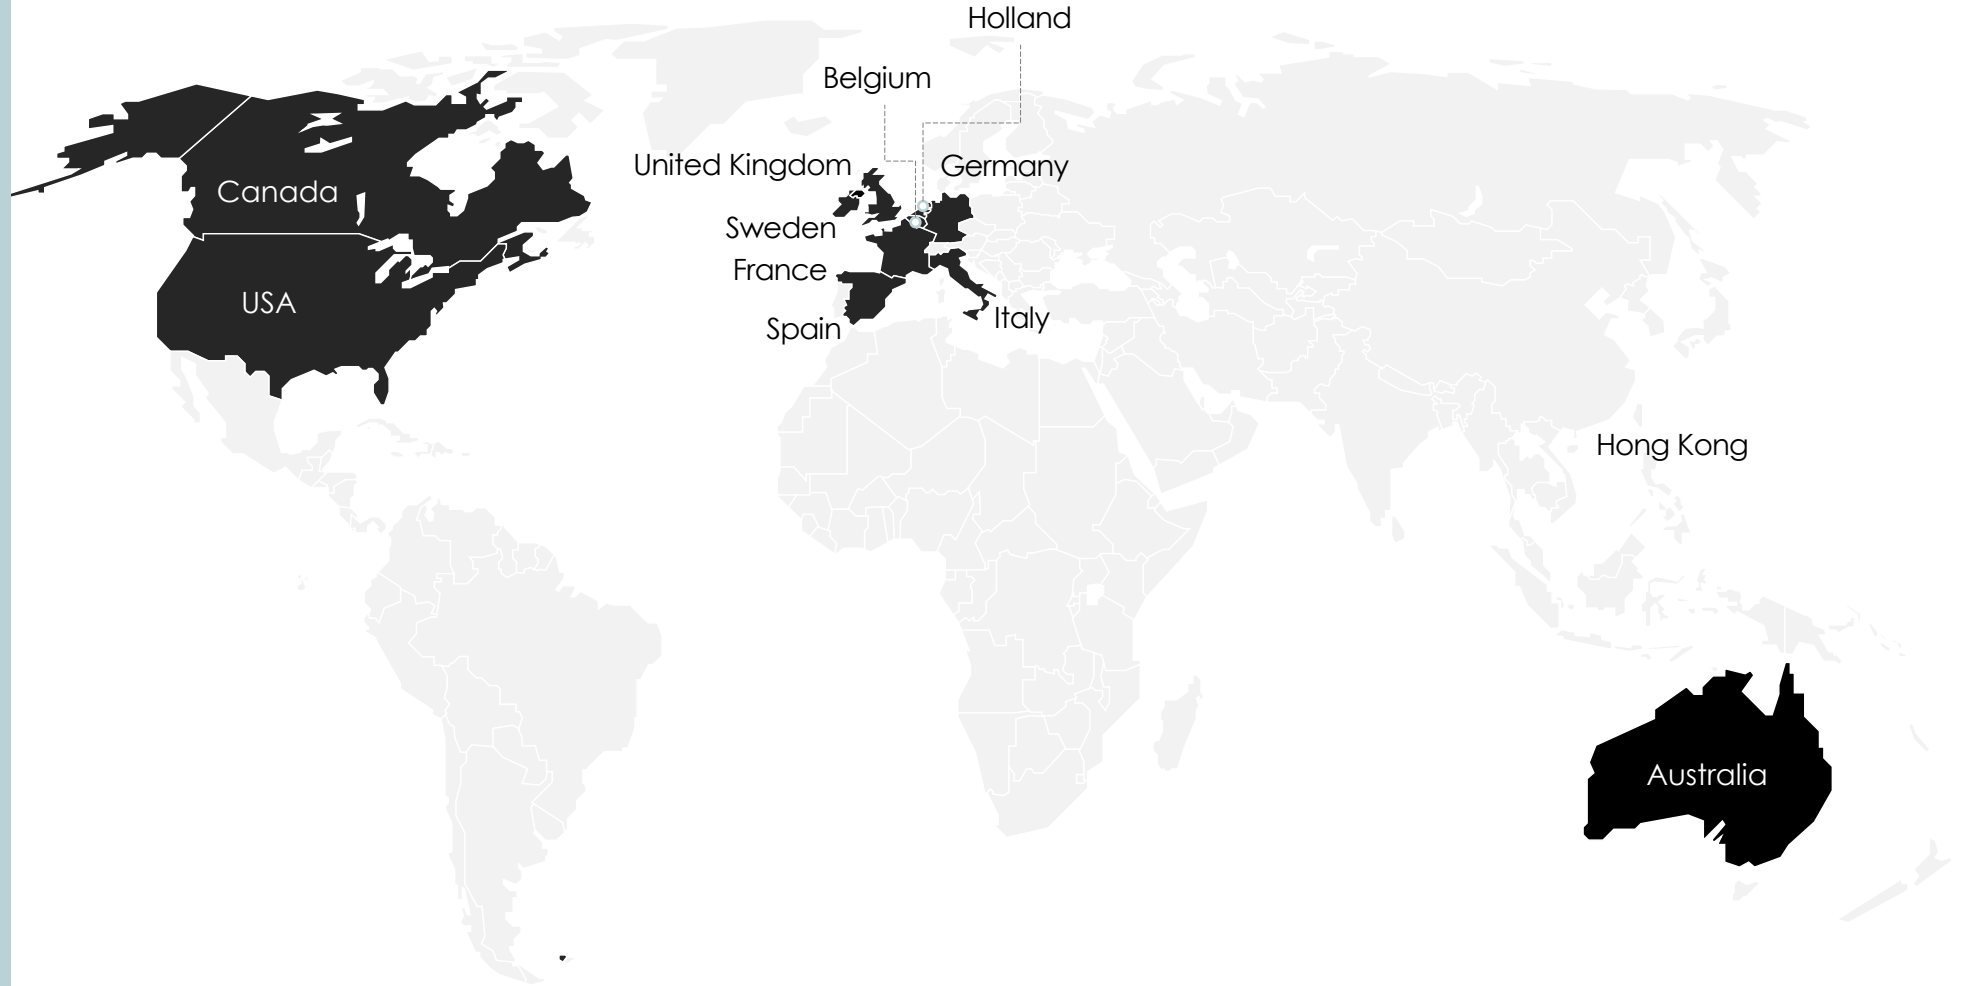 Holland
Belgium
United Kingdom
Germany
Canada
Sweden
France
USA
Italy
Spain
Hong Kong
Australia